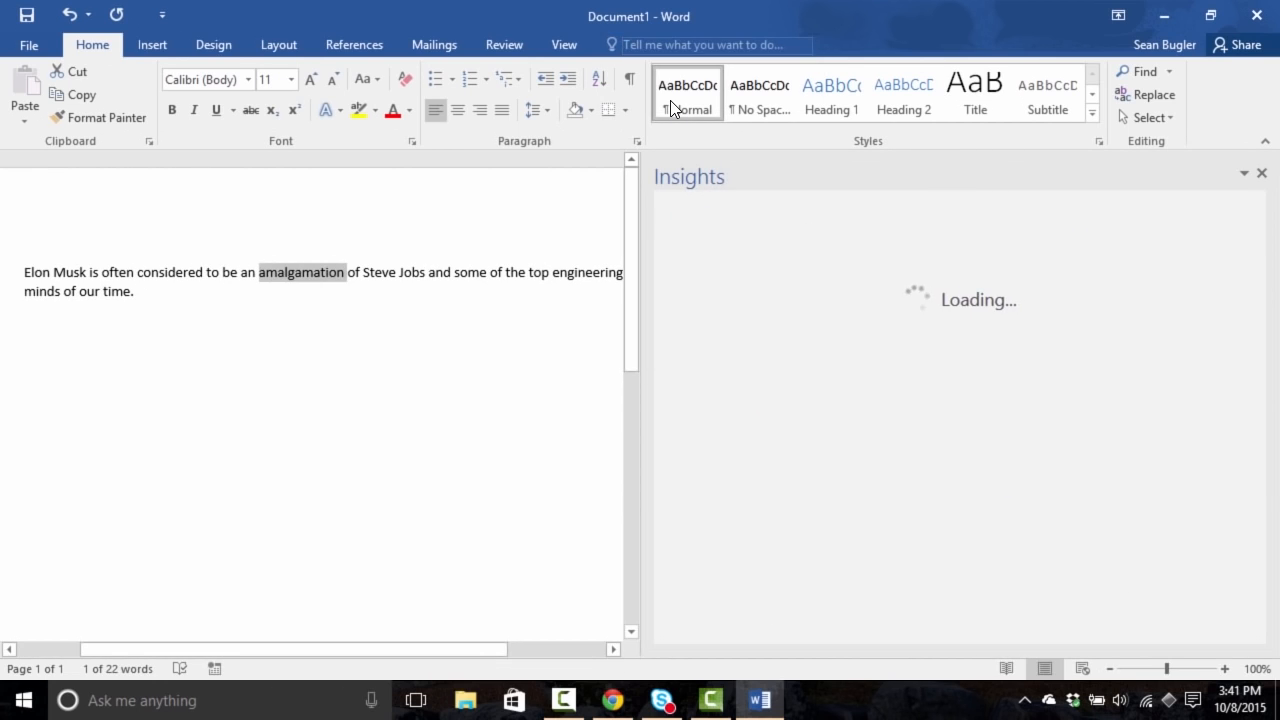 Document1 - Word
File Home Insert Design Layout References Mailings Review View Tell me what you want to do... Sean Bugler Share
Paste
Cut
Copy
Format Painter
Clipboard
Calibri (Body) 11 Aa
B I U abc X₂ X² A A
Font
Paragraph
AaBbCcDc AaBbCcDc AaBbCc AaBbCcD AaB AaBbCcD
¶ Normal ¶ No Spac... Heading 1 Heading 2 Title Subtitle
Styles
Find
Replace
Select
Editing
Insights
Loading...
Elon Musk is often considered to be an amalgamation of Steve Jobs and some of the top engineering
minds of our time.
Page 1 of 1 1 of 22 words 100%
Ask me anything
3:41 PM
10/8/2015